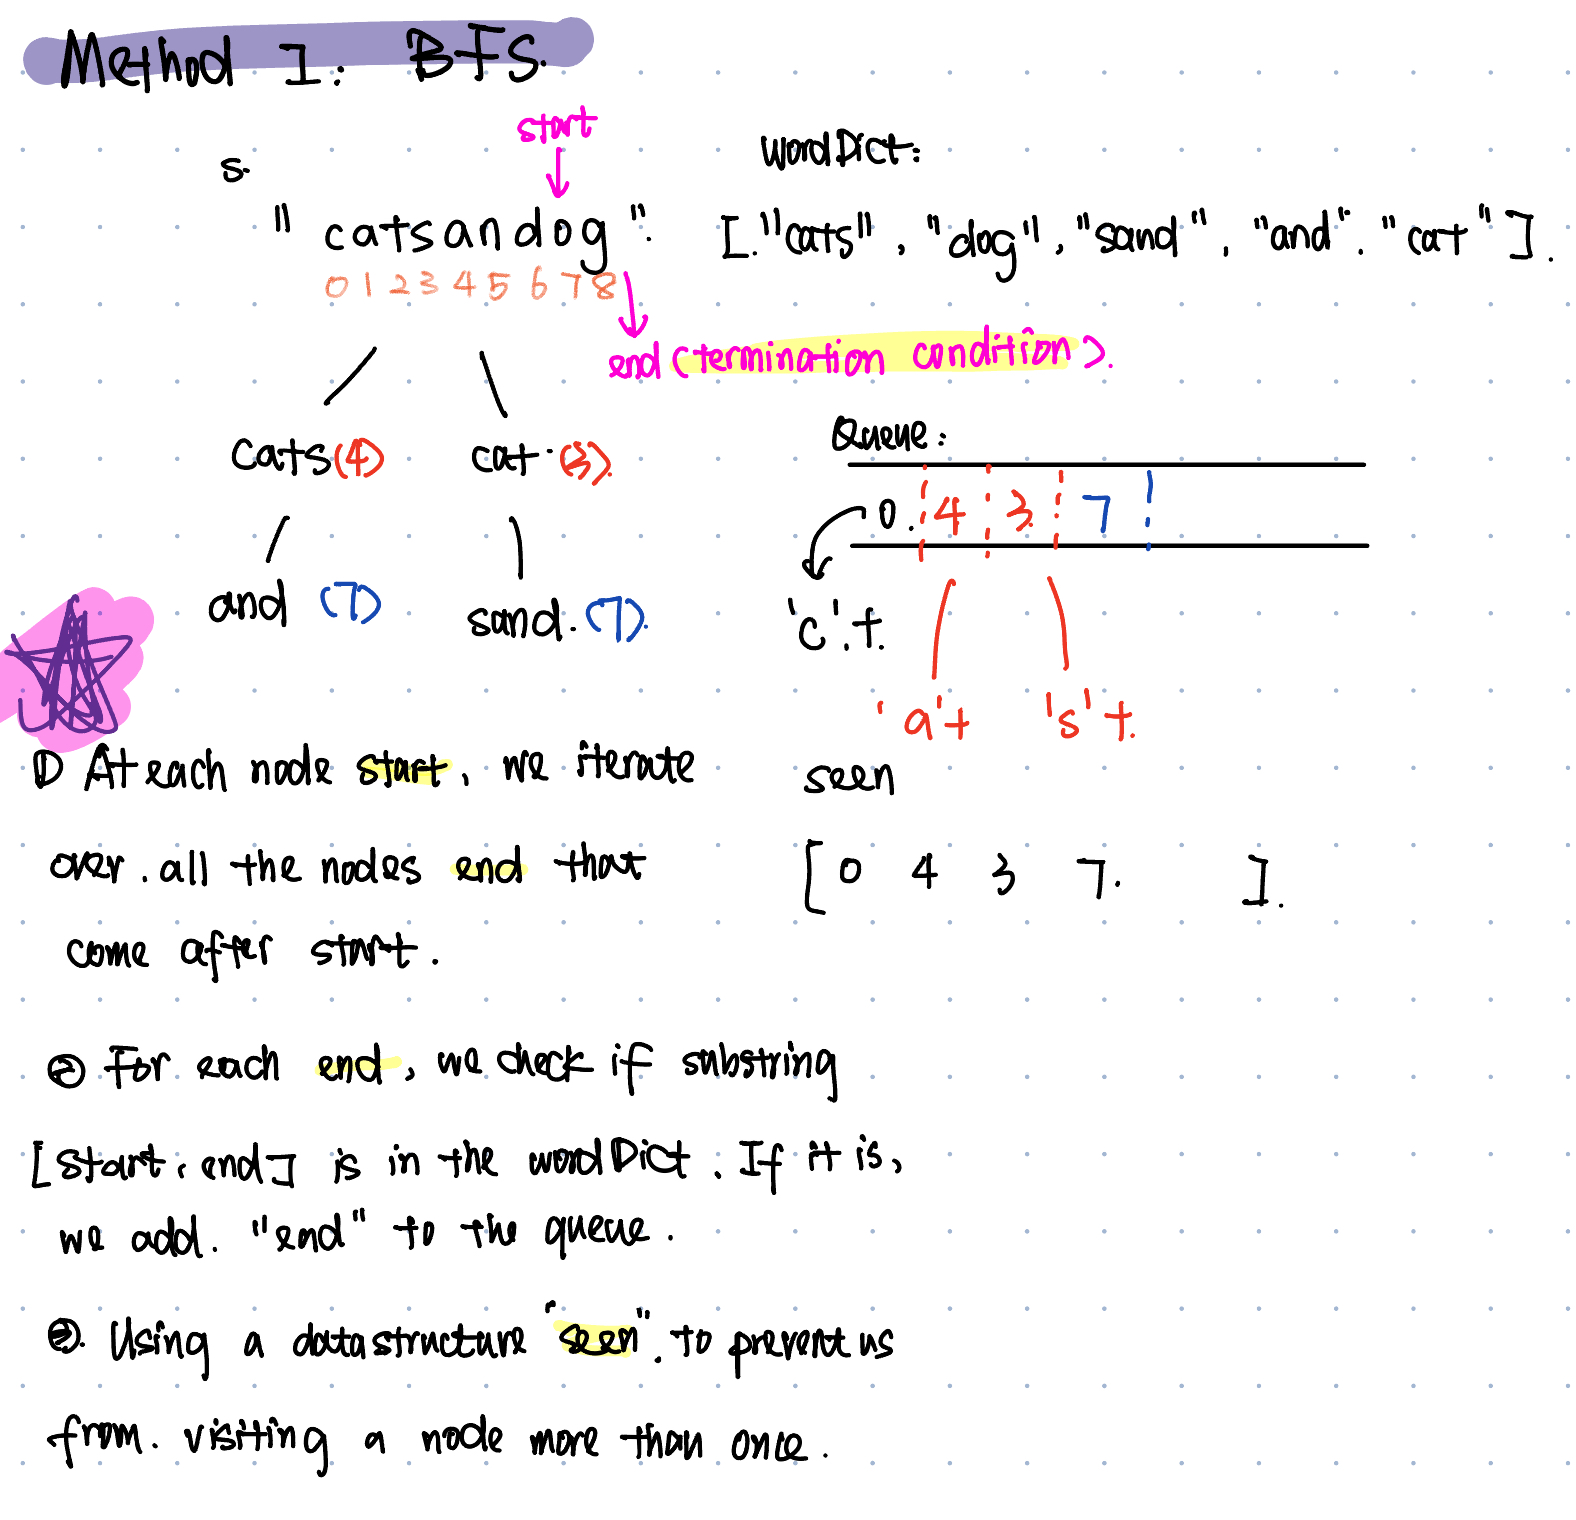 Method 1: BFS.
start
s.
wordDict:
"catsandog".
["cats", "dog", "sand", "and". "cat"].
0 1 2 3 4 5 6 7 8
end (termination condition).
Queue:
cats(4) cat.(3).
0. 4 3. 7
and (7) sand. (7).
'c'.t.
'a't 's't.
① At each node start, we iterate
seen
over. all the nodes end that
[0 4 3 7. ].
come after start.
② For each end, we check if substring
[start, end] is in the wordDict. If it is,
we add. "end" to the queue.
③. Using a datastructure "seen". to prevent us
from. visiting a node more than once.